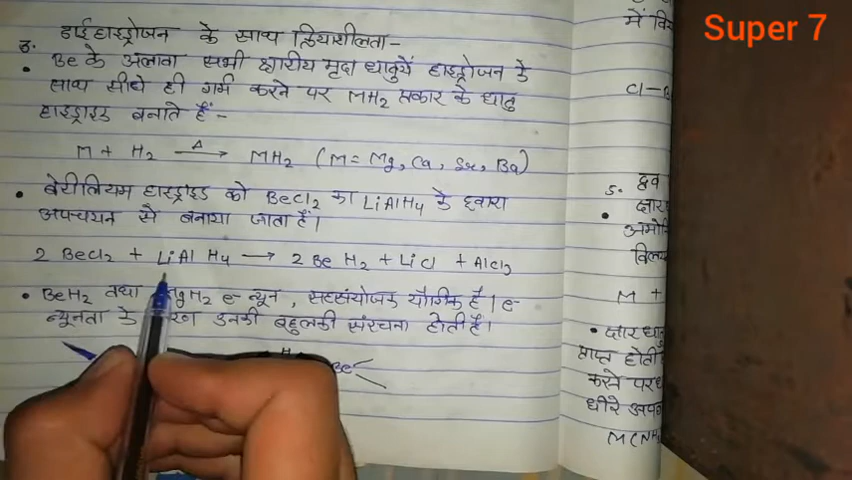 Super 7
3. डाईहाइड्रोजन के साथ क्रियाशीलता-
• Be के अलावा सभी क्षारीय मृदा धातुयें हाइड्रोजन के
साथ सीधे ही गर्म करने पर MH2 प्रकार के धातु
हाइड्राइड बनाते हैं-
M + H2 —Δ→ MH2 (M= Mg, Ca, Sr, Ba)
• बेरीलियम हाइड्राइड को BeCl2 का LiAlH4 के द्वारा
अपचयन से बनाया जाता हैं।
2 BeCl2 + LiAl H4 → 2 Be H2 + LiCl + AlCl3
• BeH2 तथा MgH2 e- न्यून, सहसंयोजक यौगिक है। e-
न्यूनता के कारण उनकी बहुलकी संरचना होती हैं।
H
Be
में
Cl—
5. द्रव
•
विलय
M +
• क्षार धातु
प्राप्त होती
करने पर
धीरे
M(NH